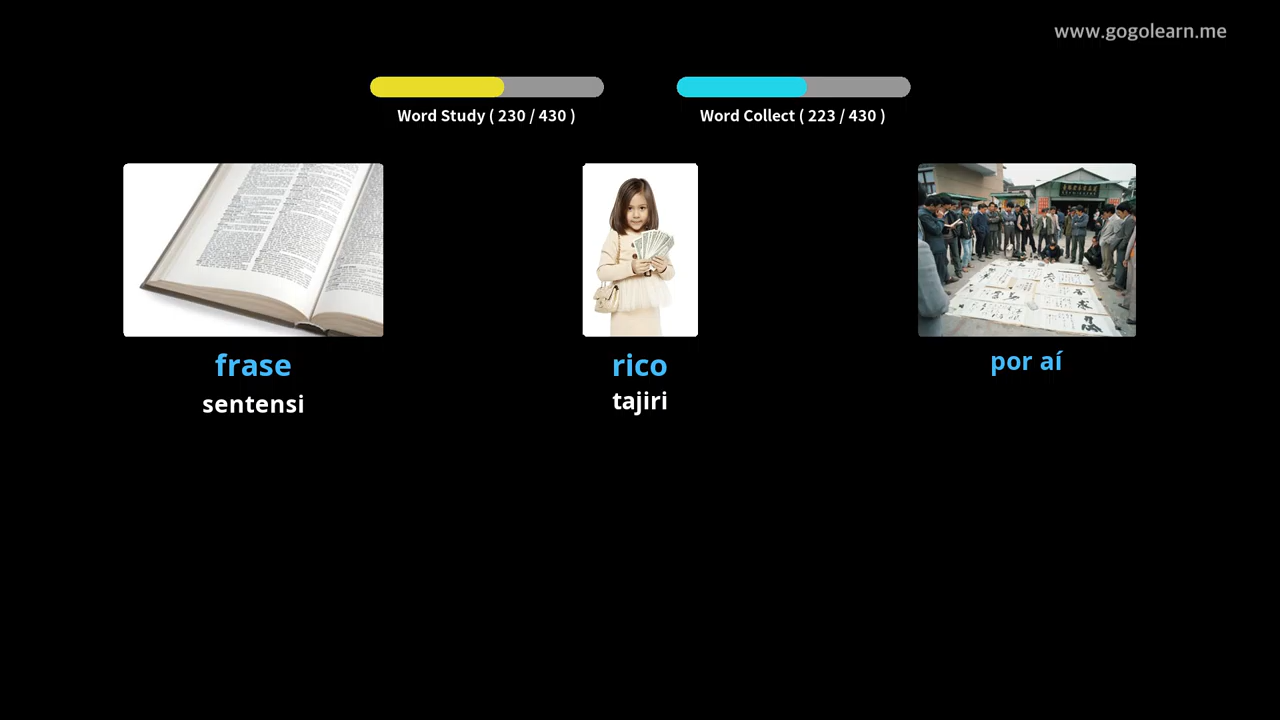 www.gogolearn.me
Word Study ( 230 / 430 )
Word Collect ( 223 / 430 )
frase
sentensi
rico
tajiri
por aí